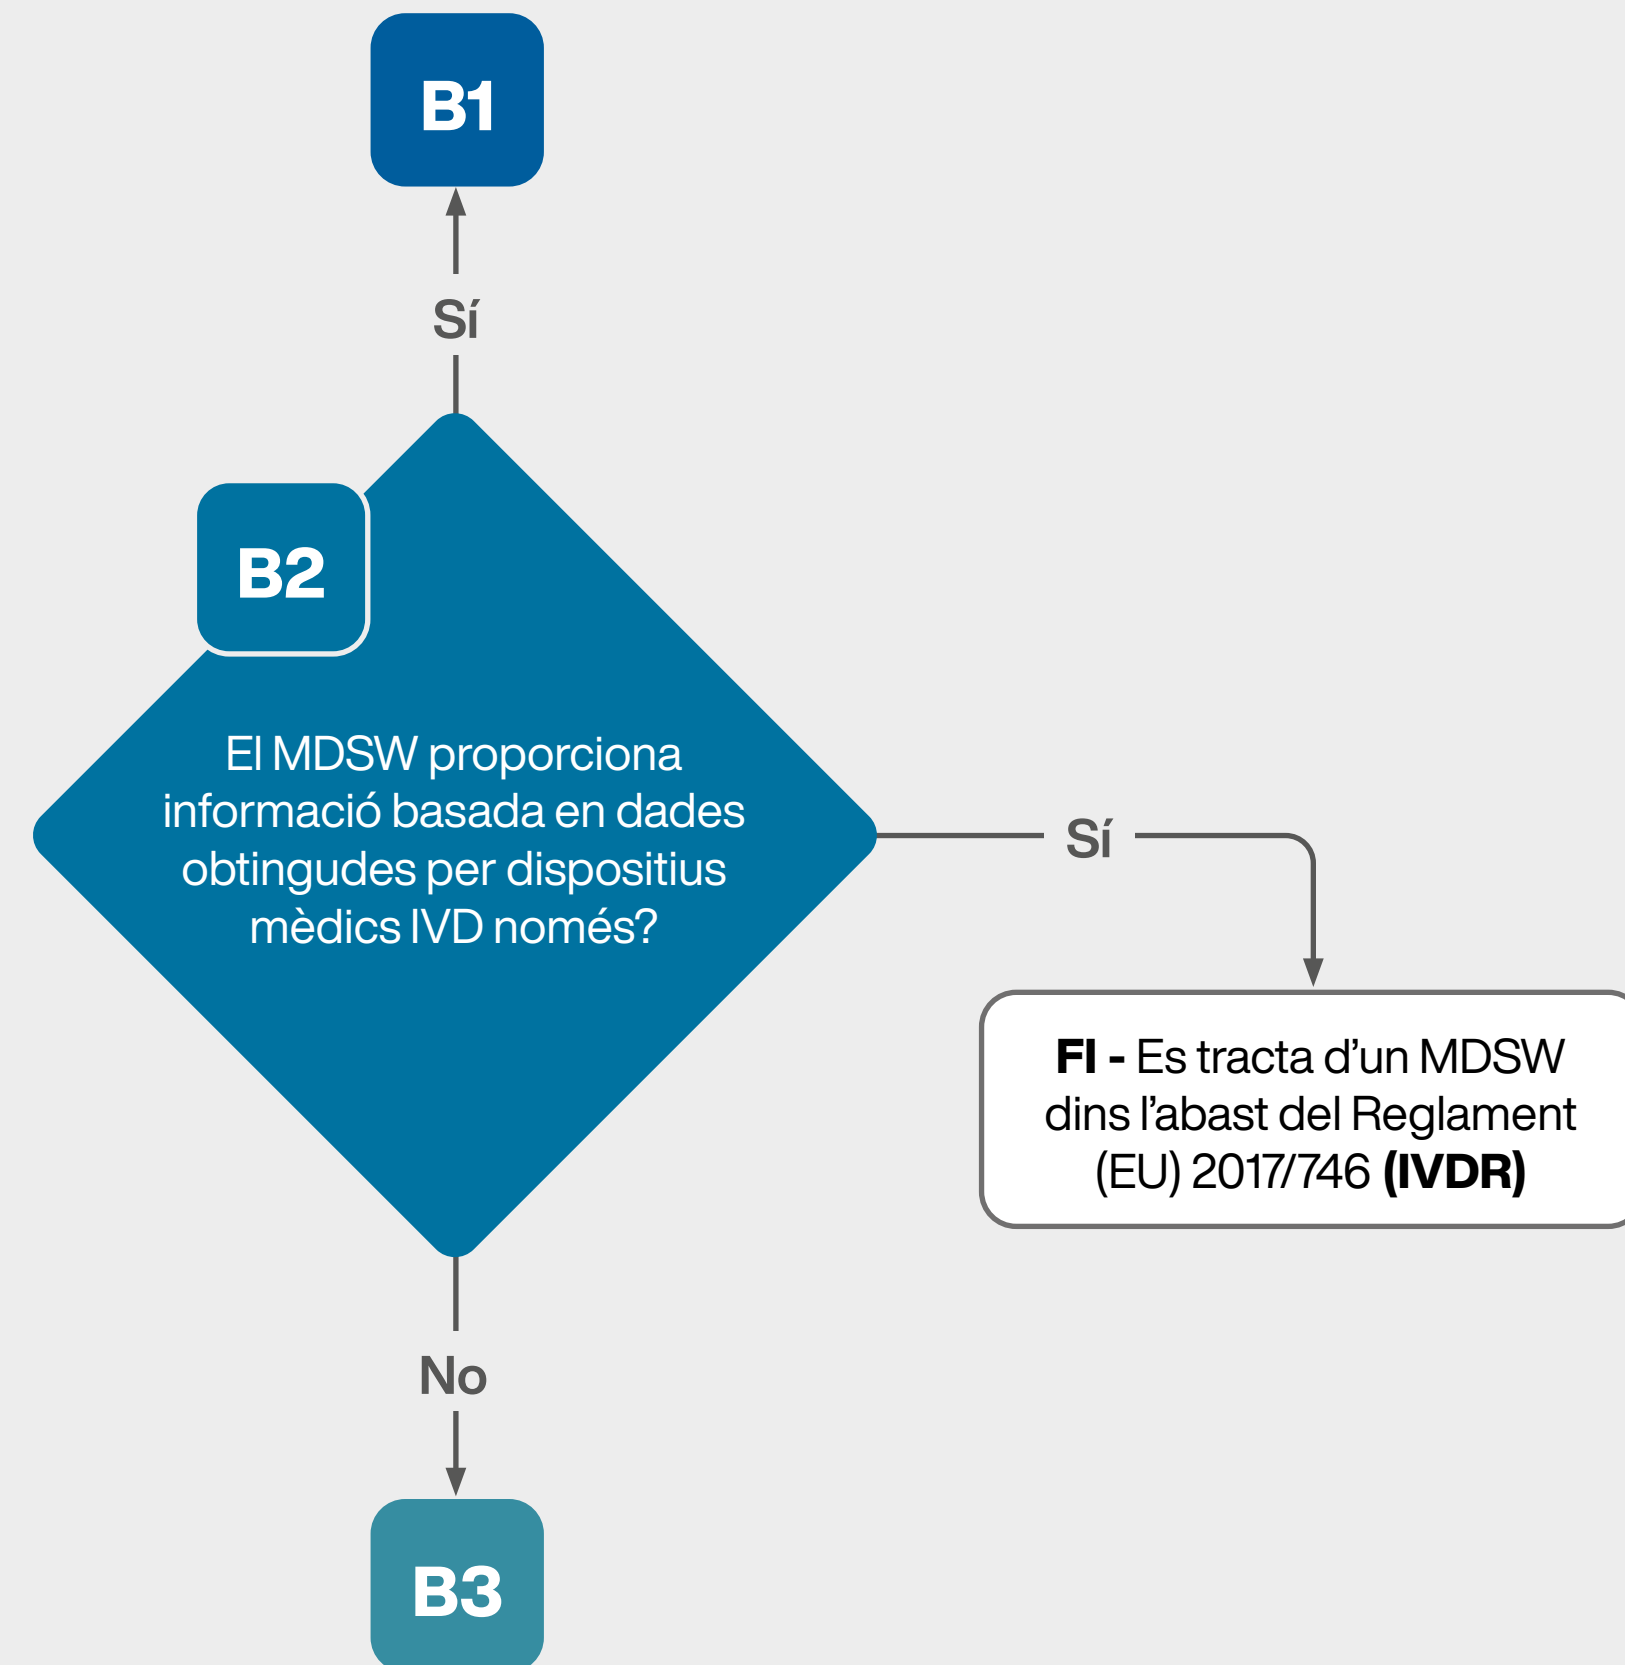 B1
Sí
B2
El MDSW proporciona
informació basada en dades
obtingudes per dispositius
mèdics IVD només?
Sí
FI - Es tracta d’un MDSW
dins l’abast del Reglament
(EU) 2017/746 (IVDR)
No
B3